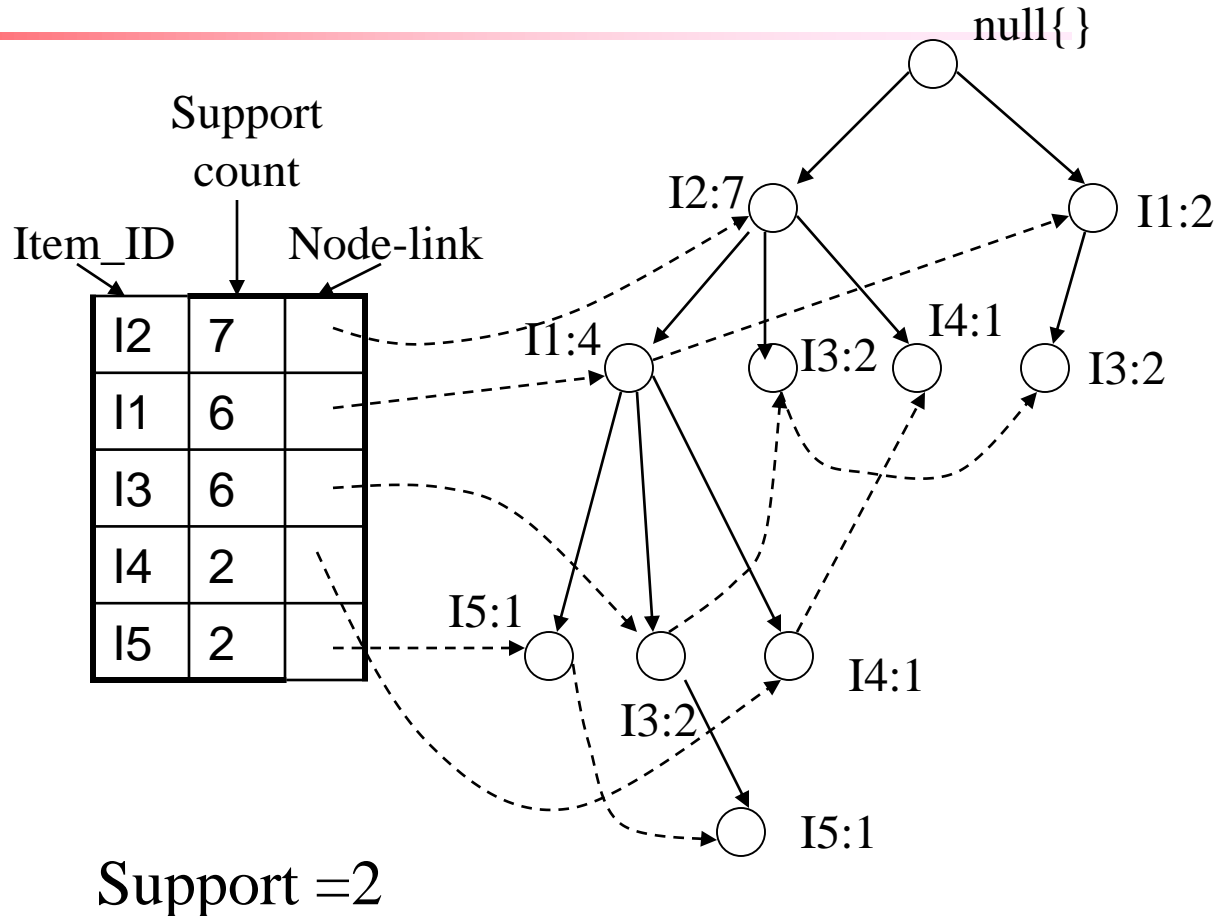 null{}
Support
count
Item_ID
Node-link
I2 7
I1 6
I3 6
I4 2
I5 2
I2:7
I1:2
I1:4
I3:2
I4:1
I3:2
I5:1
I3:2
I4:1
I5:1
Support =2